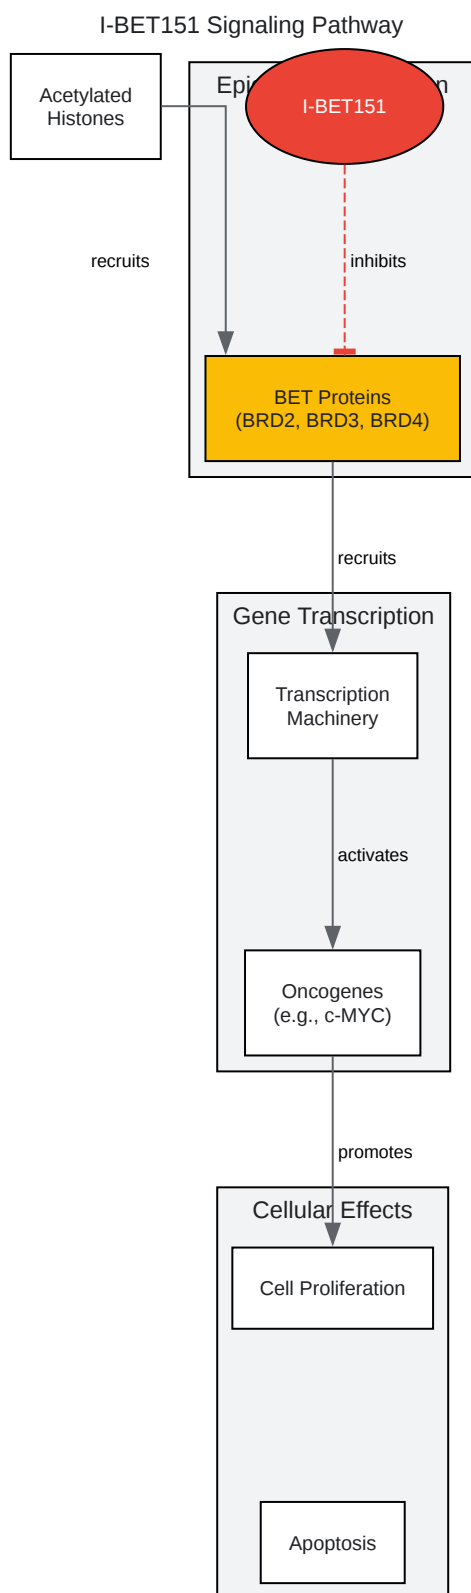 I-BET151 Signaling Pathway
Acetylated
Histones
I-BET151
recruits
inhibits
BET Proteins
(BRD2, BRD3, BRD4)
recruits
Gene Transcription
Transcription
Machinery
activates
Oncogenes
(e.g., c-MYC)
promotes
Cellular Effects
Cell Proliferation
Apoptosis